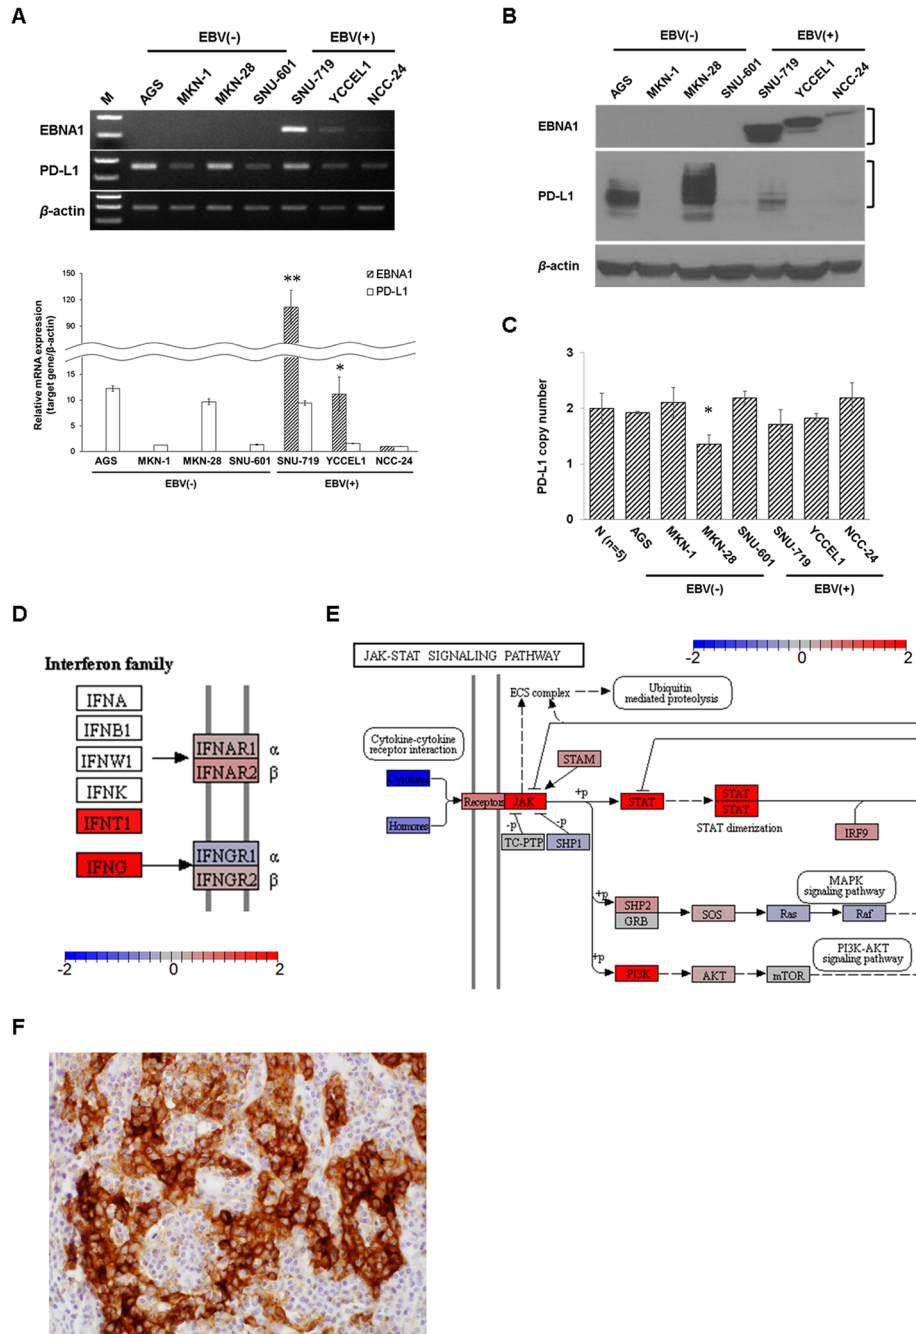 A
EBV(-)
EBV(+)
M
AGS
MKN-1
MKN-28
SNU-601
SNU-719
YCCEL1
NCC-24
EBNA1
PD-L1
β-actin
Relative mRNA expression
(target gene/β-actin)
150
120
90
20
15
10
5
0
**
*
EBNA1
PD-L1
AGS
MKN-1
MKN-28
SNU-601
SNU-719
YCCEL1
NCC-24
EBV(-)
EBV(+)
B
EBV(-)
EBV(+)
AGS
MKN-1
MKN-28
SNU-601
SNU-719
YCCEL1
NCC-24
EBNA1
PD-L1
β-actin
C
PD-L1 copy number
3
2
1
0
*
N (n=5)
AGS
MKN-1
MKN-28
SNU-601
SNU-719
YCCEL1
NCC-24
EBV(-)
EBV(+)
D
Interferon family
IFNA
IFNB1
IFNW1
IFNK
IFNT1
IFNG
IFNAR1 α
IFNAR2 β
IFNGR1 α
IFNGR2 β
-2 0 2
E
JAK-STAT SIGNALING PATHWAY
-2 0 2
ECS complex
Ubiquitin
mediated proteolysis
Cytokine-cytokine
receptor interaction
STAM
Cytokine
Hormones
Receptor
JAK
+p
STAT
STAT
STAT
STAT dimerization
IRF9
-p
-p
TC-PTP
SHP1
+p
SHP2
GRB
SOS
Ras
Raf
MAPK
signaling pathway
+p
PI3K
AKT
mTOR
PI3K-AKT
signaling pathway
F